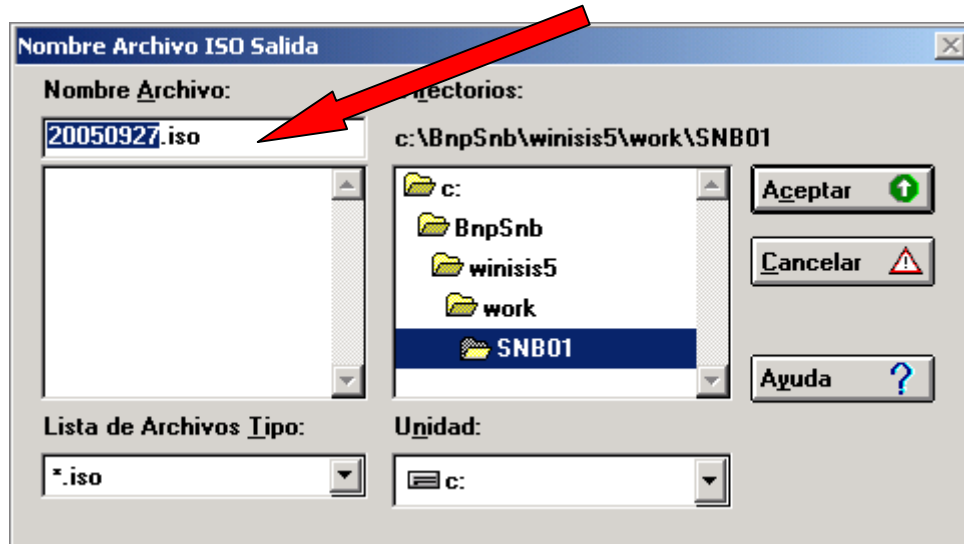 Nombre Archivo ISO Salida
Nombre Archivo:
20050927.iso
Directorios:
c:\BnpSnb\winisis5\work\SNB01
c:
BnpSnb
winisis5
work
SNB01
Aceptar
Cancelar
Ayuda
Lista de Archivos Tipo:
*.iso
Unidad:
c: